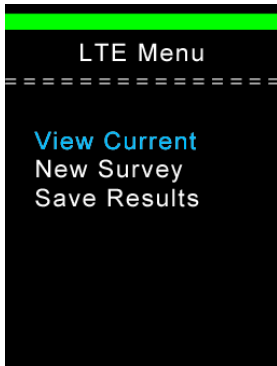 LTE Menu
==============
View Current
New Survey
Save Results